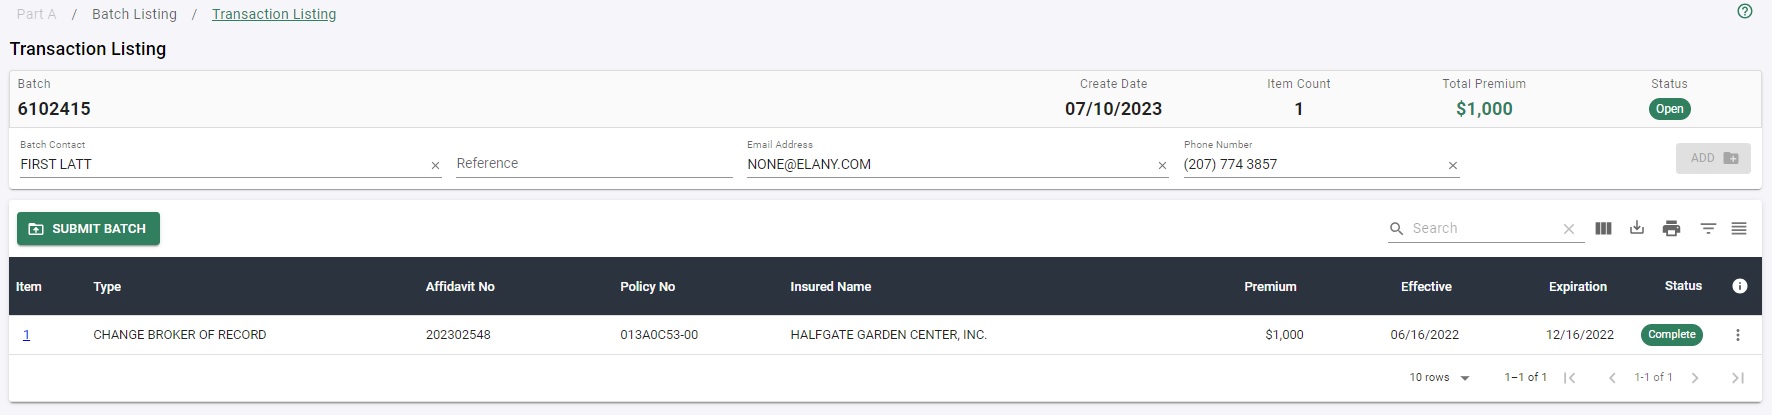 Part A / Batch Listing / Transaction Listing
Transaction Listing
Batch Create Date Item Count Total Premium Status
6102415 07/10/2023 1 $1,000 Open
Batch Contact Email Address Phone Number
FIRST LATT Reference NONE@ELANY.COM (207) 774 3857 ADD
SUBMIT BATCH Search
Item Type Affidavit No Policy No Insured Name Premium Effective Expiration Status
1 CHANGE BROKER OF RECORD 202302548 013A0C53-00 HALFGATE GARDEN CENTER, INC. $1,000 06/16/2022 12/16/2022 Complete
10 rows 1–1 of 1 1-1 of 1